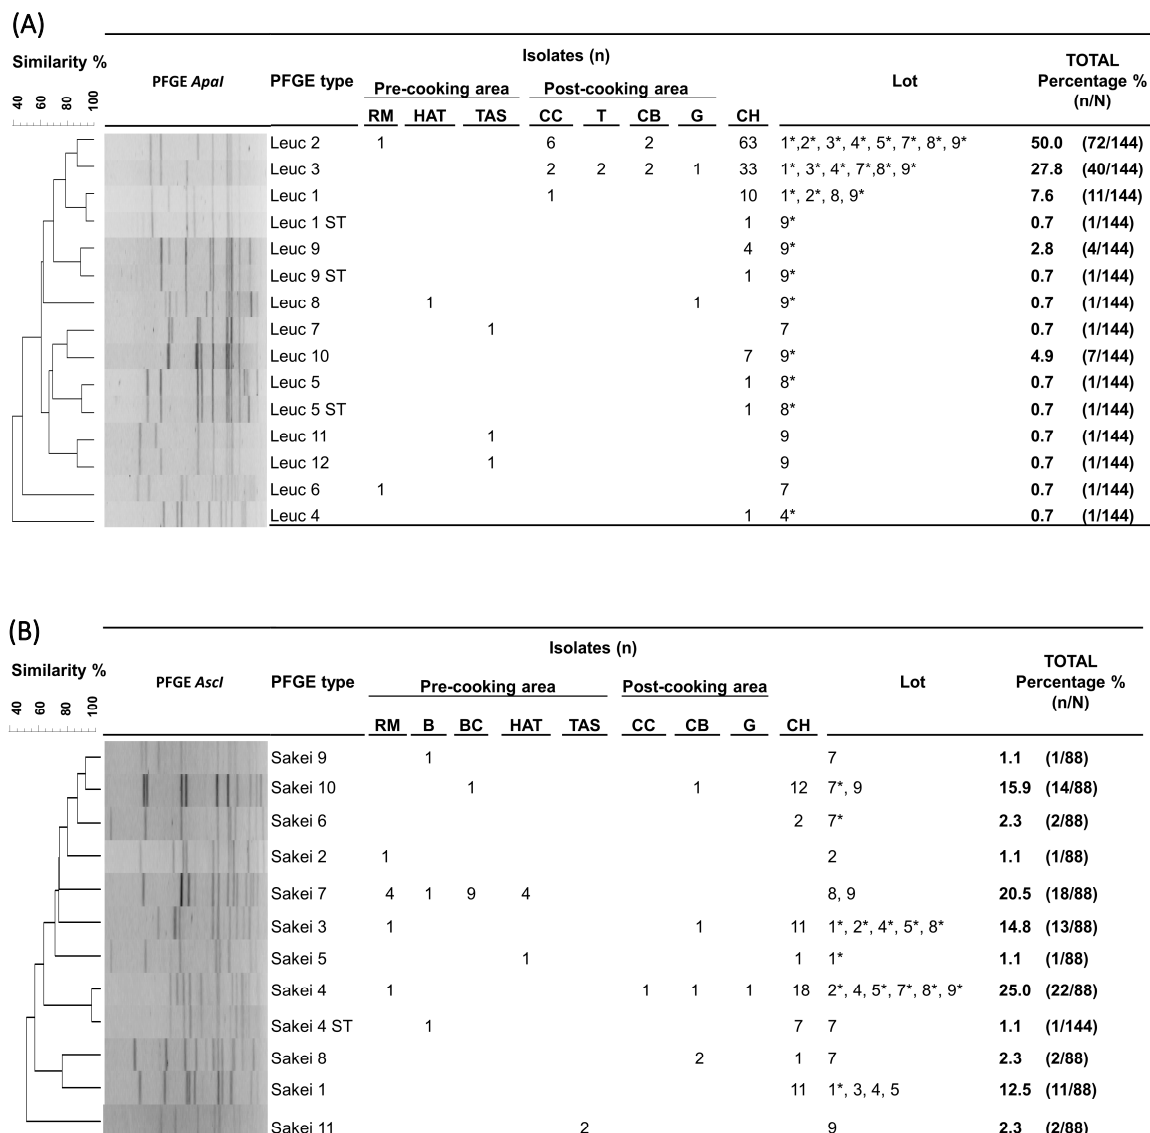 (A)
Isolates (n)
Similarity %
PFGE ApaI
PFGE type
Pre-cooking area
Post-cooking area
Lot
TOTAL
Percentage %
(n/N)
40 60 80 100
RM HAT TAS CC T CB G CH
Leuc 2 1 6 2 63 1*,2*, 3*, 4*, 5*, 7*, 8*, 9* 50.0 (72/144)
Leuc 3 2 2 2 1 33 1*, 3*, 4*, 7*,8*, 9* 27.8 (40/144)
Leuc 1 1 10 1*, 2*, 8, 9* 7.6 (11/144)
Leuc 1 ST 1 9* 0.7 (1/144)
Leuc 9 4 9* 2.8 (4/144)
Leuc 9 ST 1 9* 0.7 (1/144)
Leuc 8 1 1 9* 0.7 (1/144)
Leuc 7 1 7 0.7 (1/144)
Leuc 10 7 9* 4.9 (7/144)
Leuc 5 1 8* 0.7 (1/144)
Leuc 5 ST 1 8* 0.7 (1/144)
Leuc 11 1 9 0.7 (1/144)
Leuc 12 1 9 0.7 (1/144)
Leuc 6 1 7 0.7 (1/144)
Leuc 4 1 4* 0.7 (1/144)
(B)
Isolates (n)
Similarity %
PFGE AscI
PFGE type
Pre-cooking area
Post-cooking area
Lot
TOTAL
Percentage %
(n/N)
40 60 80 100
RM B BC HAT TAS CC CB G CH
Sakei 9 1 7 1.1 (1/88)
Sakei 10 1 1 12 7*, 9 15.9 (14/88)
Sakei 6 2 7* 2.3 (2/88)
Sakei 2 1 2 1.1 (1/88)
Sakei 7 4 1 9 4 8, 9 20.5 (18/88)
Sakei 3 1 1 11 1*, 2*, 4*, 5*, 8* 14.8 (13/88)
Sakei 5 1 1 1* 1.1 (1/88)
Sakei 4 1 1 1 1 18 2*, 4, 5*, 7*, 8*, 9* 25.0 (22/88)
Sakei 4 ST 1 7 7 1.1 (1/144)
Sakei 8 2 1 7 2.3 (2/88)
Sakei 1 11 1*, 3, 4, 5 12.5 (11/88)
Sakei 11 2 9 2.3 (2/88)